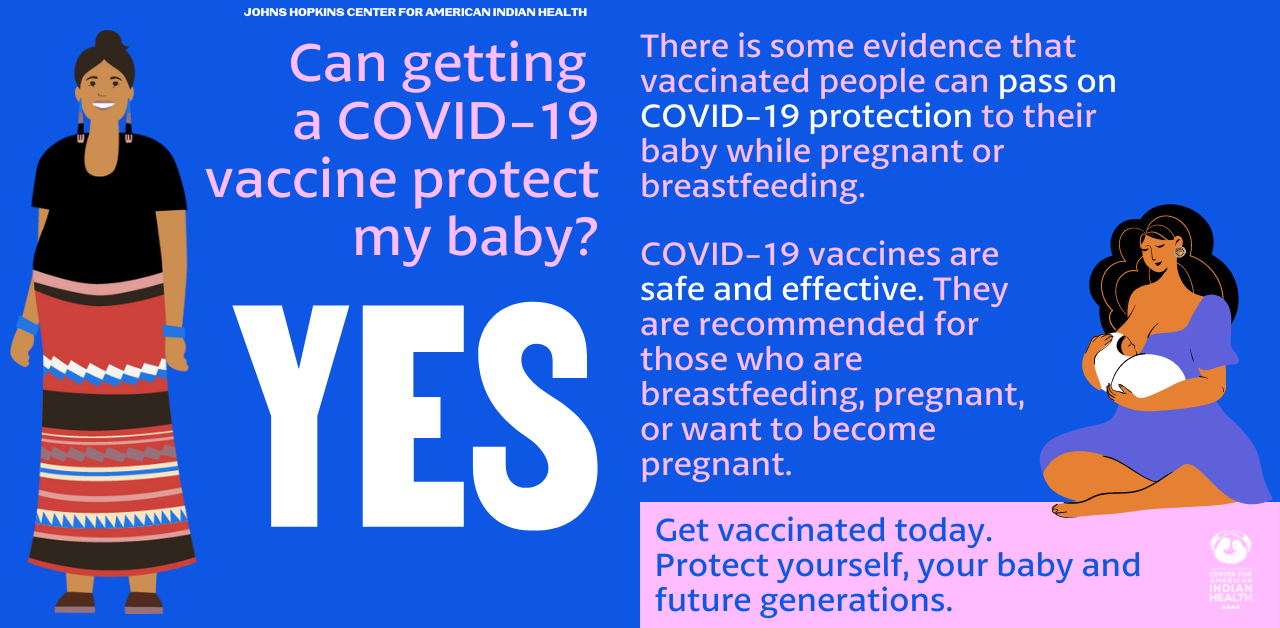 JOHNS HOPKINS CENTER FOR AMERICAN INDIAN HEALTH
Can getting
a COVID-19
vaccine protect
my baby?
YES
There is some evidence that
vaccinated people can pass on
COVID-19 protection to their
baby while pregnant or
breastfeeding.
COVID-19 vaccines are
safe and effective. They
are recommended for
those who are
breastfeeding, pregnant,
or want to become
pregnant.
Get vaccinated today.
Protect yourself, your baby and
future generations.
CENTER FOR
AMERICAN
INDIAN
HEALTH